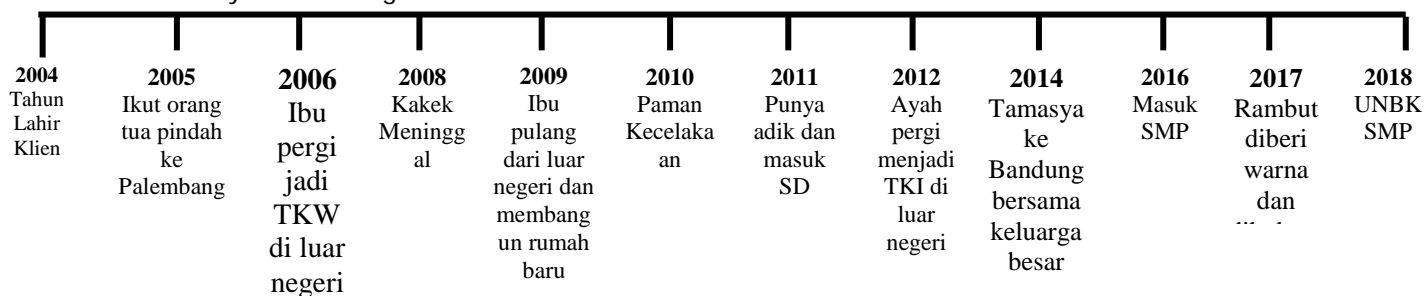 2004
Tahun
Lahir
Klien
2005
Ikut orang
tua pindah
ke
Palembang
2006
Ibu
pergi
jadi
TKW
di luar
negeri
2008
Kakek
Meningg
al
2009
Ibu
pulang
dari luar
negeri dan
membang
un rumah
baru
2010
Paman
Kecelaka
an
2011
Punya
adik dan
masuk
SD
2012
Ayah
pergi
menjadi
TKI di
luar
negeri
2014
Tamasya
ke
Bandung
bersama
keluarga
besar
2016
Masuk
SMP
2017
Rambut
diberi
warna
dan
2018
UNBK
SMP